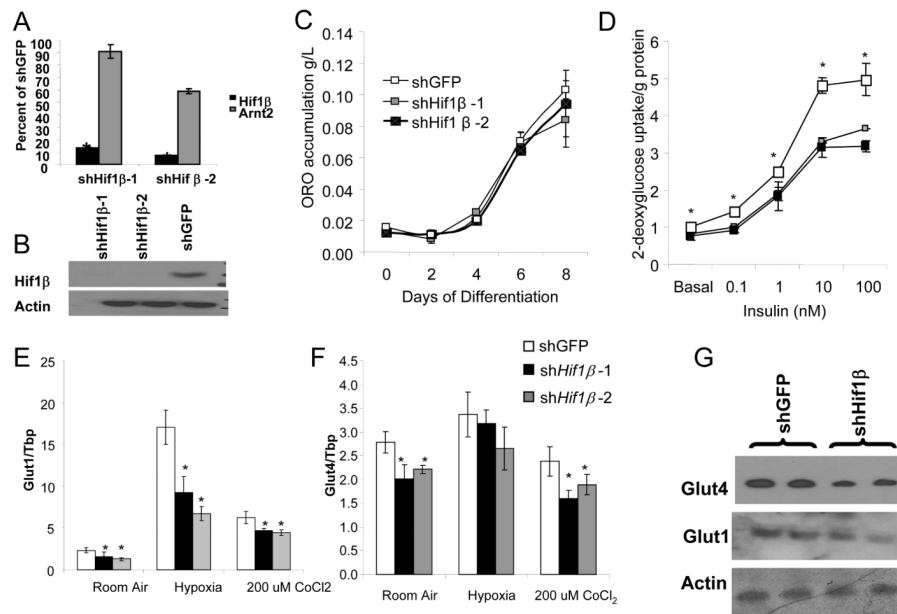 A
Percent of shGFP
100
90
80
70
60
50
40
30
20
10
0
*
*
Hif1β
Arnt2
shHif1β-1
shHif β -2
B
shHif1β-1
shHif1β-2
shGFP
Hif1β
Actin
C
ORO accumulation g/L
0.12
0.10
0.08
0.06
0.04
0.02
0.00
shGFP
shHif1β -1
shHif1 β -2
0 2 4 6 8
Days of Differentiation
D
2-deoxyglucose uptake/g protein
6
5
4
3
2
1
0
* * * * *
Basal 0.1 1 10 100
Insulin (nM)
E
Glut1/Tbp
25
20
15
10
5
0
* *
* *
* *
Room Air Hypoxia 200 uM CoCl2
F
Glut4/Tbp
4.5
4.0
3.5
3.0
2.5
2.0
1.5
1.0
0.5
0.0
shGFP
shHif1β -1
shHif1β -2
* *
* *
Room Air Hypoxia 200 uM CoCl₂
G
shGFP
shHif1β
Glut4
Glut1
Actin